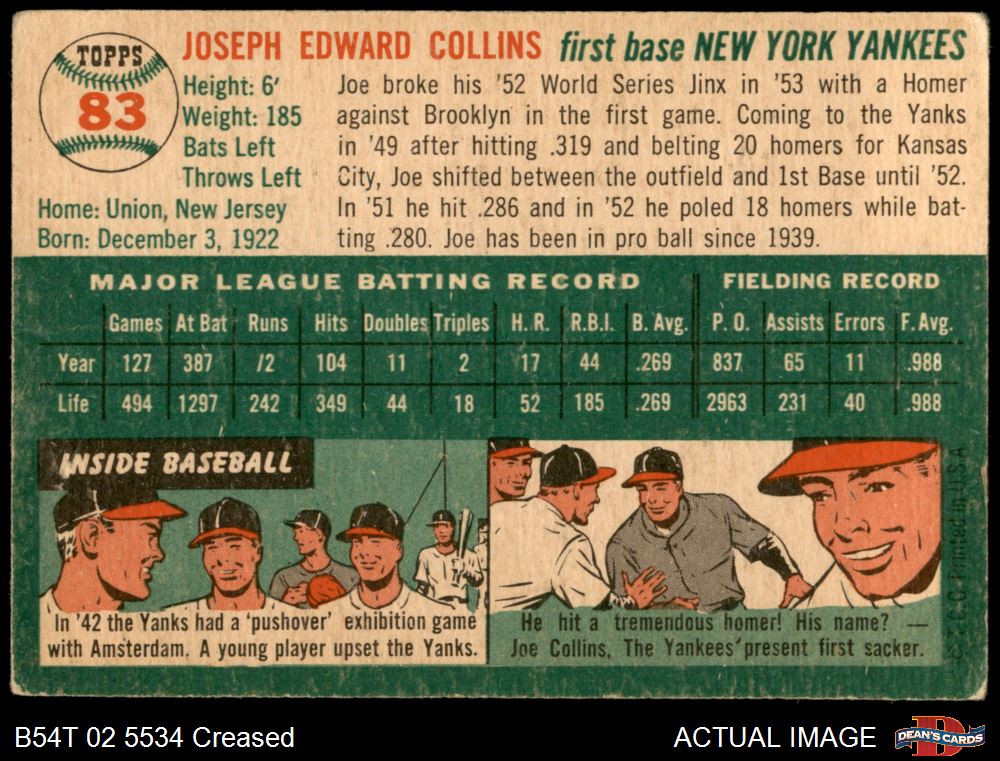 TOPPS
83
JOSEPH EDWARD COLLINS first base NEW YORK YANKEES
Height: 6'
Weight: 185
Bats Left
Throws Left
Home: Union, New Jersey
Born: December 3, 1922
Joe broke his '52 World Series Jinx in '53 with a Homer
against Brooklyn in the first game. Coming to the Yanks
in '49 after hitting .319 and belting 20 homers for Kansas
City, Joe shifted between the outfield and 1st Base until '52.
In '51 he hit .286 and in '52 he poled 18 homers while bat-
ting .280. Joe has been in pro ball since 1939.
MAJOR LEAGUE BATTING RECORD FIELDING RECORD
Games At Bat Runs Hits Doubles Triples H.R. R.B.I. B. Avg. P.O. Assists Errors F. Avg.
Year 127 387 /2 104 11 2 17 44 .269 837 65 11 .988
Life 494 1297 242 349 44 18 52 185 .269 2963 231 40 .988
INSIDE BASEBALL
In '42 the Yanks had a 'pushover' exhibition game
with Amsterdam. A young player upset the Yanks.
He hit a tremendous homer! His name? —
Joe Collins, The Yankees' present first sacker.
T.C.G. Printed in U.S.A
B54T 02 5534 Creased
ACTUAL IMAGE
DEAN'S CARDS